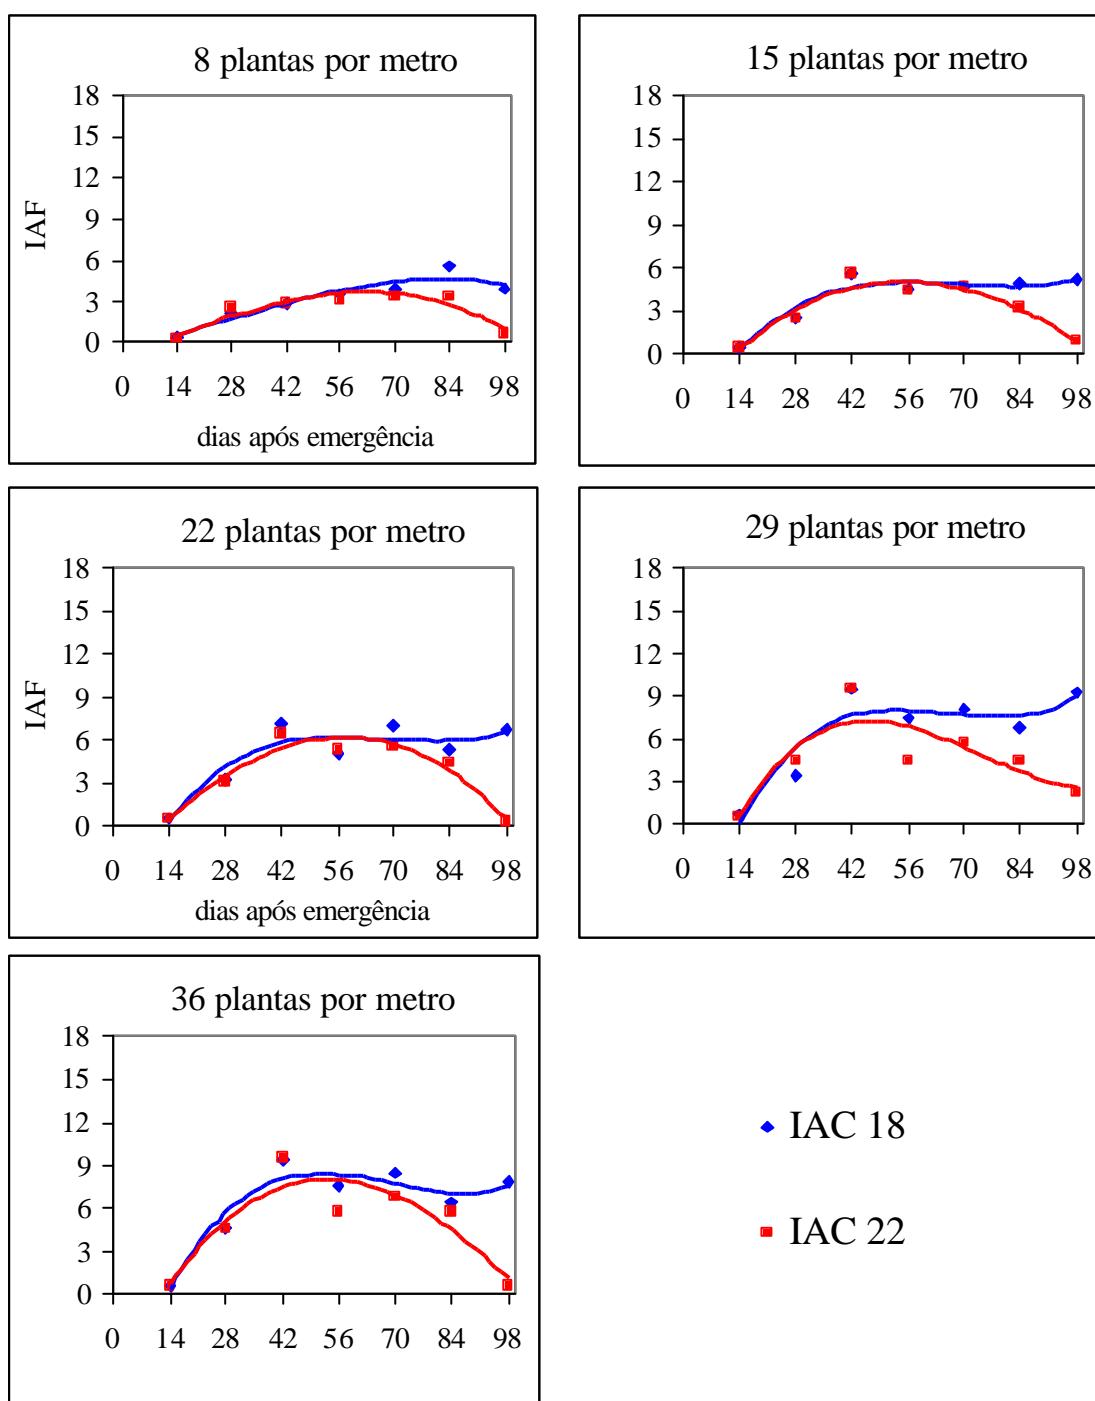 8 plantas por metro
18
15
12
9
6
3
0
IAF
0 14 28 42 56 70 84 98
dias após emergência
15 plantas por metro
18
15
12
9
6
3
0
0 14 28 42 56 70 84 98
22 plantas por metro
18
15
12
9
6
3
0
IAF
0 14 28 42 56 70 84 98
dias após emergência
29 plantas por metro
18
15
12
9
6
3
0
0 14 28 42 56 70 84 98
36 plantas por metro
18
15
12
9
6
3
0
0 14 28 42 56 70 84 98
IAC 18
IAC 22